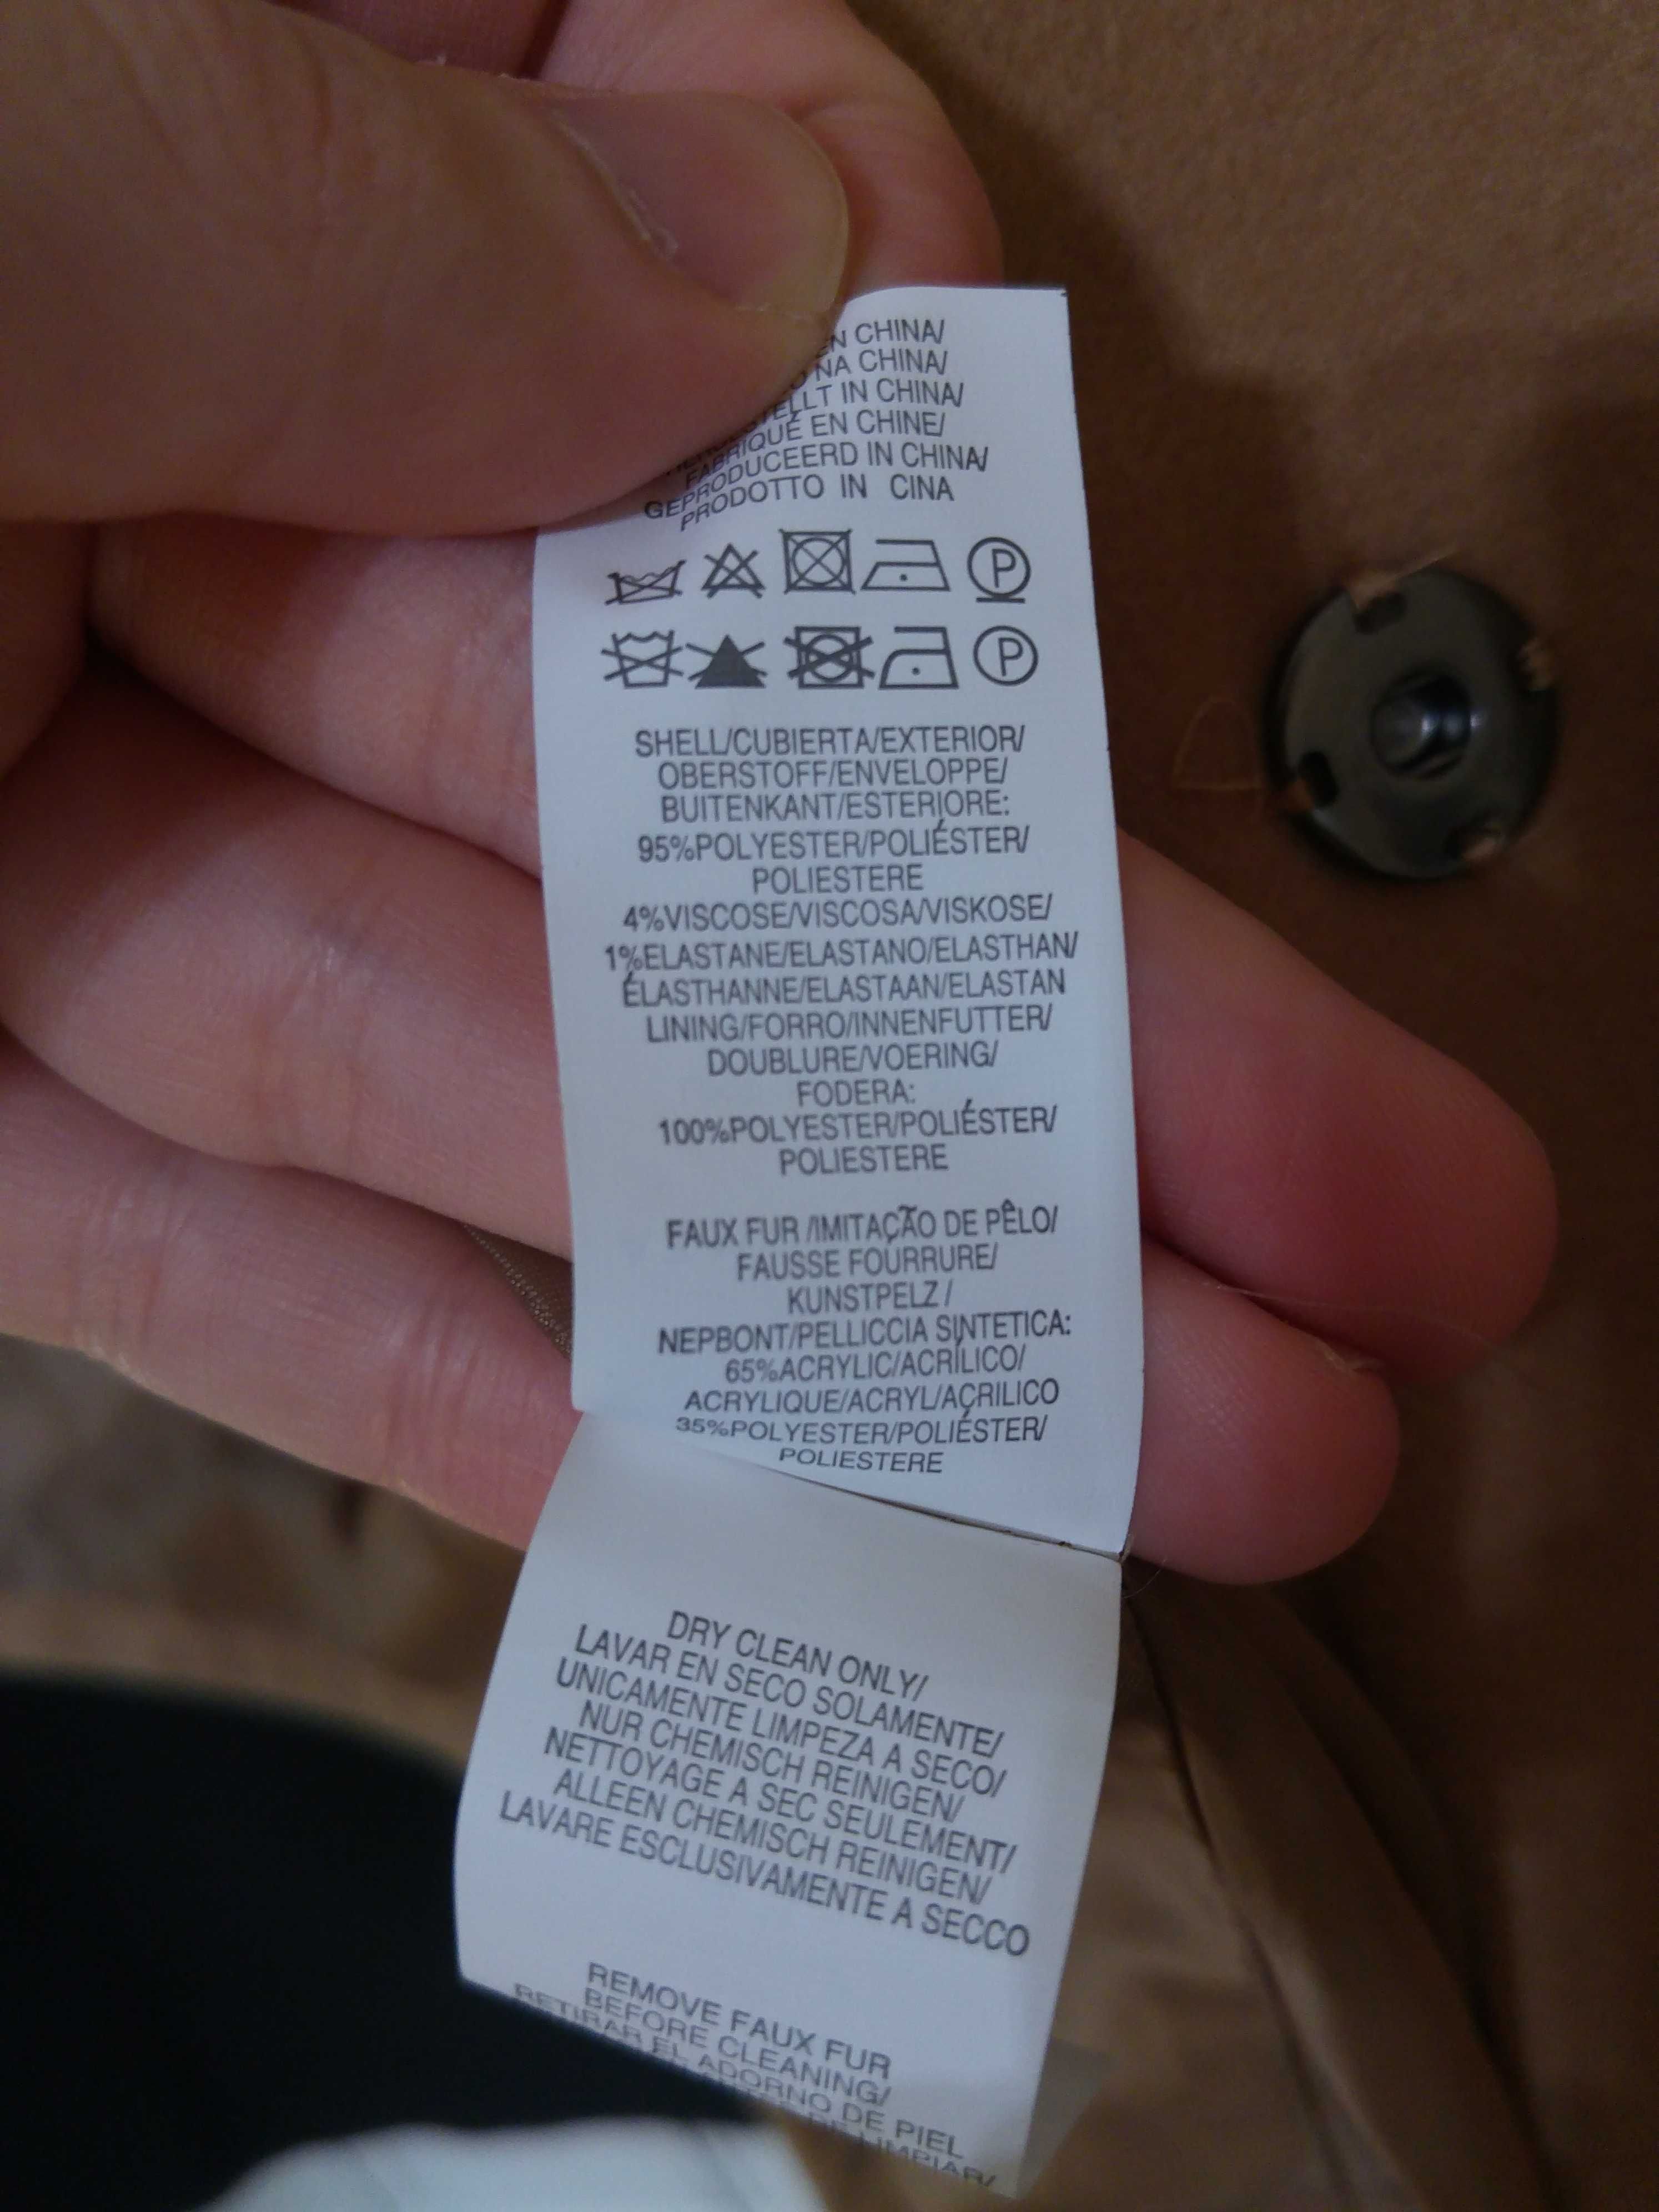 EN CHINA/
NA CHINA/
IN CHINA/
FABRIQUÉ EN CHINE/
GEPRODUCEERD IN CHINA/
PRODOTTO IN CINA
P
P
SHELL/CUBIERTA/EXTERIOR/
OBERSTOFF/ENVELOPPE/
BUITENKANT/ESTERIORE:
95%POLYESTER/POLIÉSTER/
POLIESTERE
4%VISCOSE/VISCOSA/VISKOSE/
1%ELASTANE/ELASTANO/ELASTHAN/
ÉLASTHANNE/ELASTAAN/ELASTAN
LINING/FORRO/INNENFUTTER/
DOUBLURE/VOERING/
FODERA:
100%POLYESTER/POLIÉSTER/
POLIESTERE
FAUX FUR /IMITAÇÃO DE PÊLO/
FAUSSE FOURRURE/
KUNSTPELZ /
NEPBONT/PELLICCIA SINTETICA:
65%ACRYLIC/ACRÍLICO/
ACRYLIQUE/ACRYL/ACRILICO
35%POLYESTER/POLIÉSTER/
POLIESTERE
DRY CLEAN ONLY/
LAVAR EN SECO SOLAMENTE/
UNICAMENTE LIMPEZA A SECO/
NUR CHEMISCH REINIGEN/
NETTOYAGE A SEC SEULEMENT/
ALLEEN CHEMISCH REINIGEN/
LAVARE ESCLUSIVAMENTE A SECCO
REMOVE FAUX FUR
BEFORE CLEANING/
RETIRAR EL ADORNO DE PIEL
DE LIMPIAR/